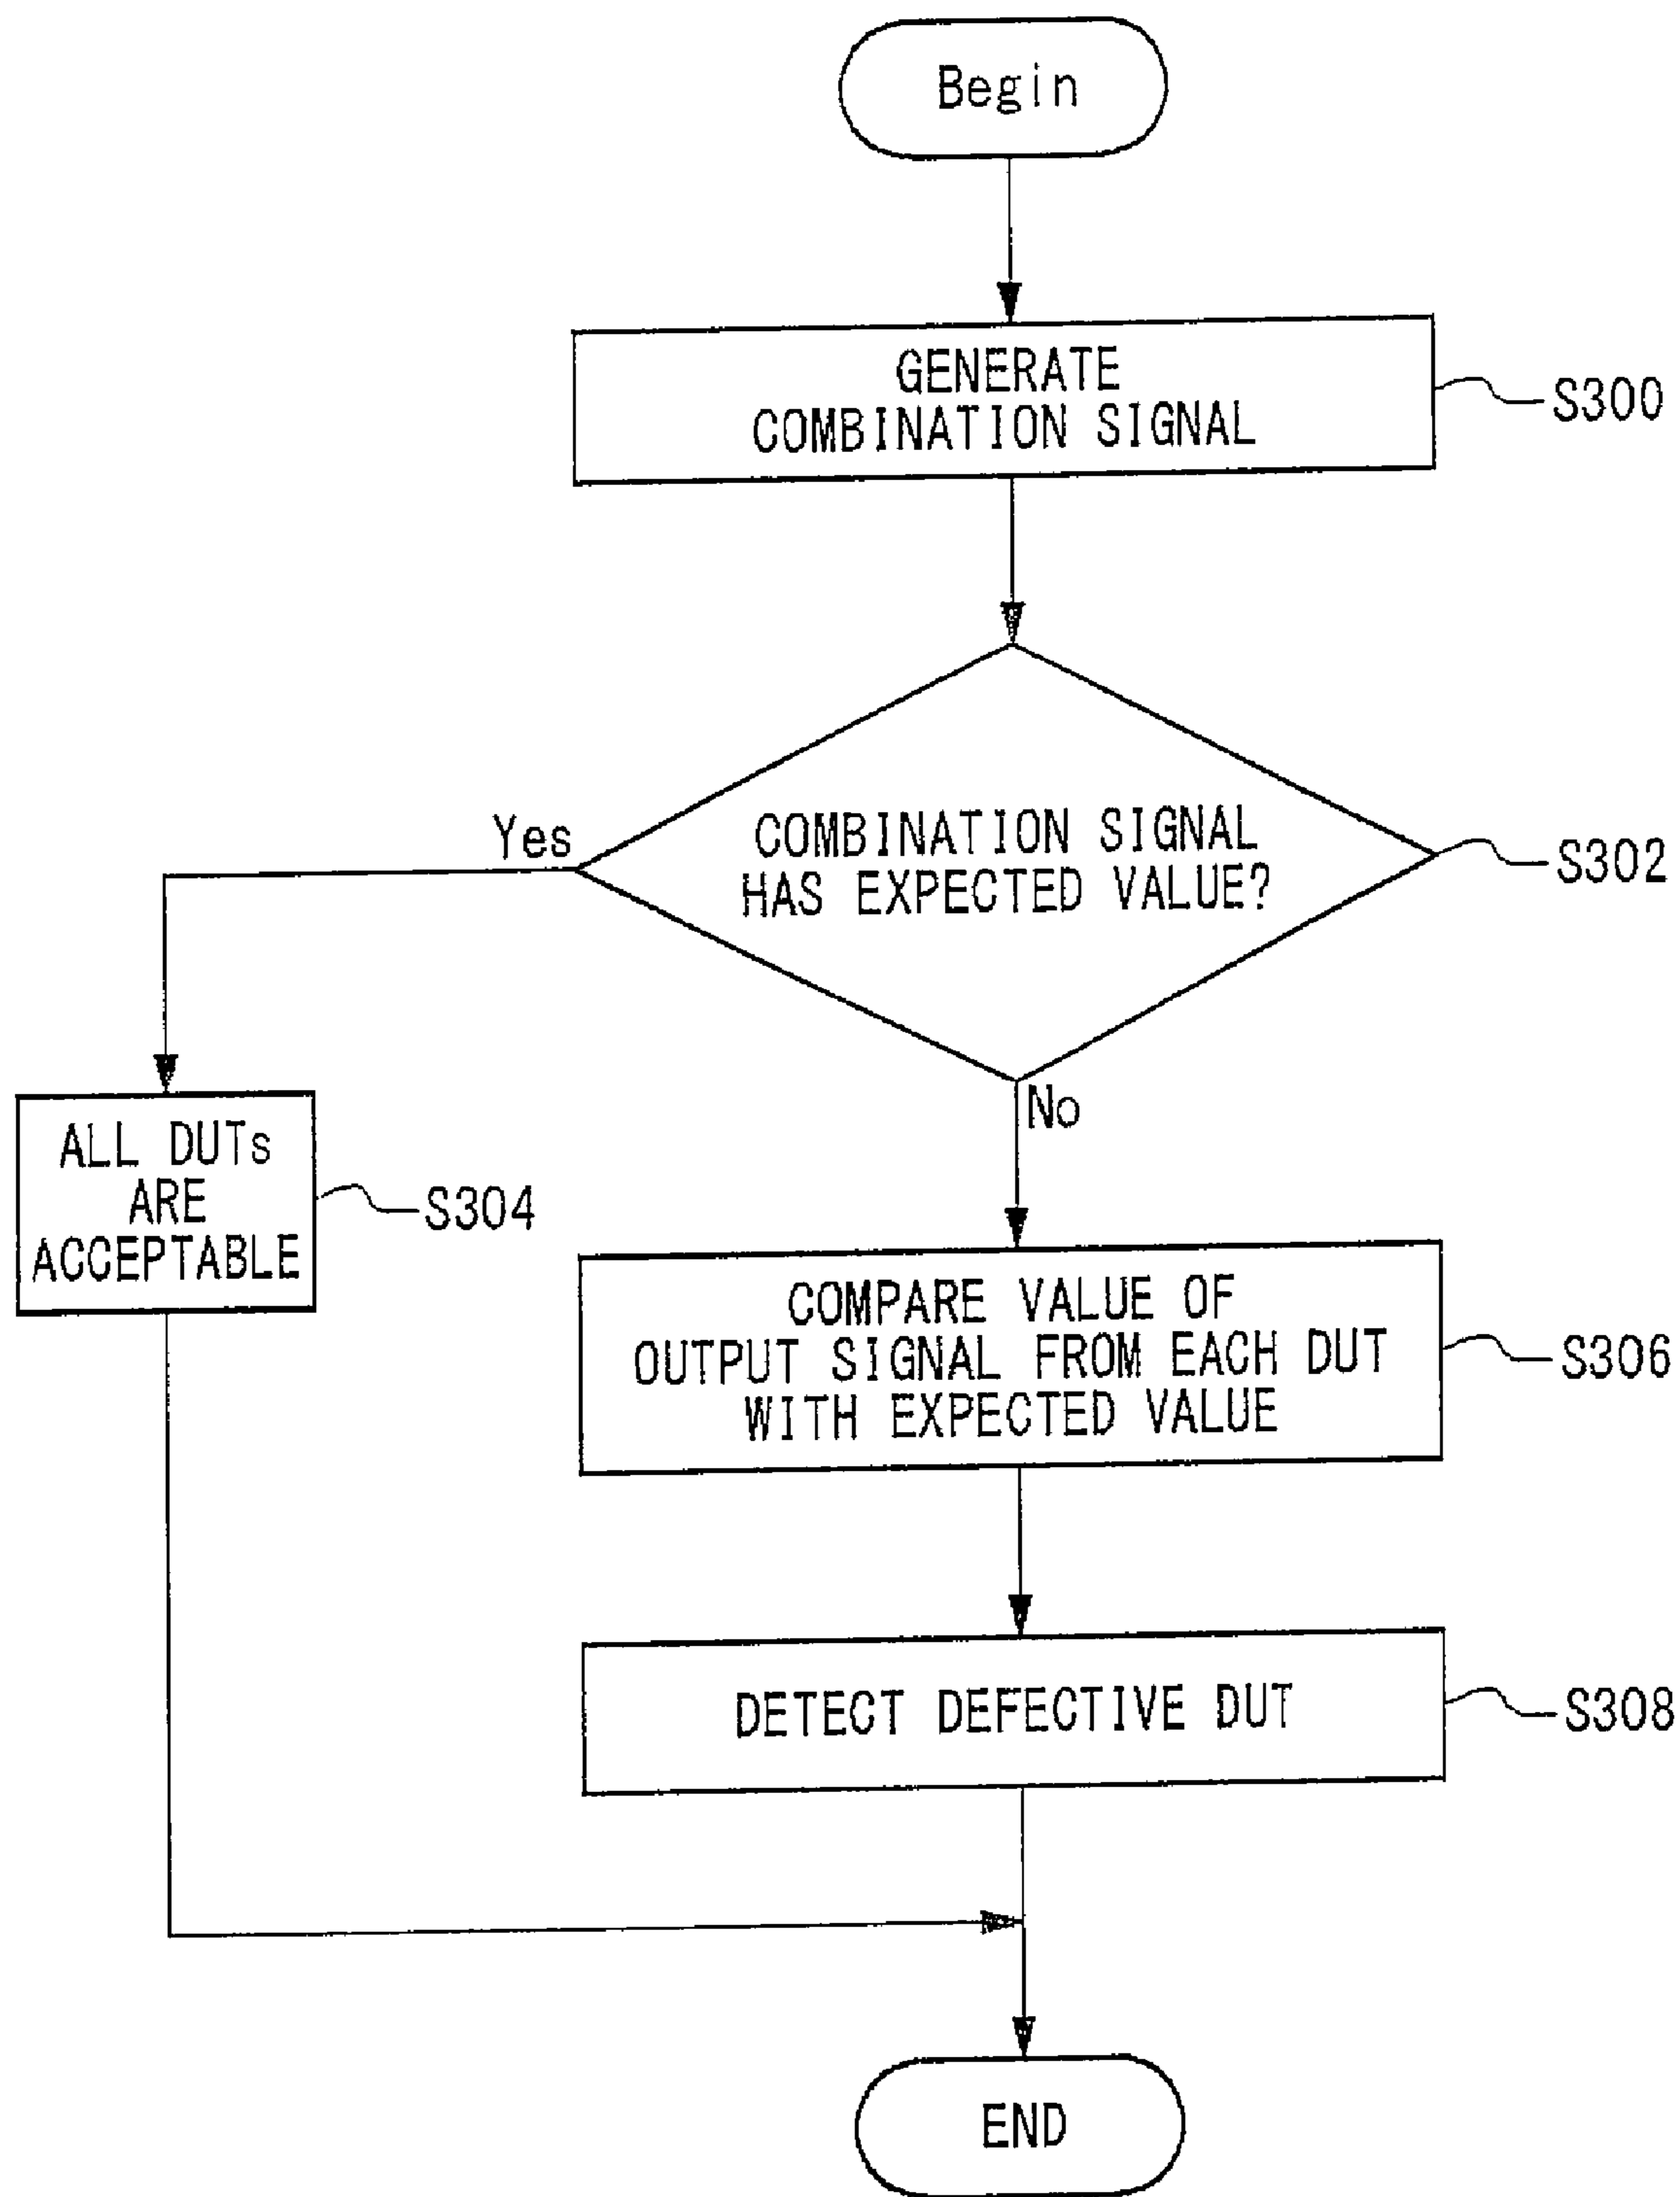 Begin
GENERATE
COMBINATION SIGNAL
S300
COMBINATION SIGNAL
HAS EXPECTED VALUE?
S302
Yes
No
ALL DUTs
ARE
ACCEPTABLE
S304
COMPARE VALUE OF
OUTPUT SIGNAL FROM EACH DUT
WITH EXPECTED VALUE
S306
DETECT DEFECTIVE DUT
S308
END